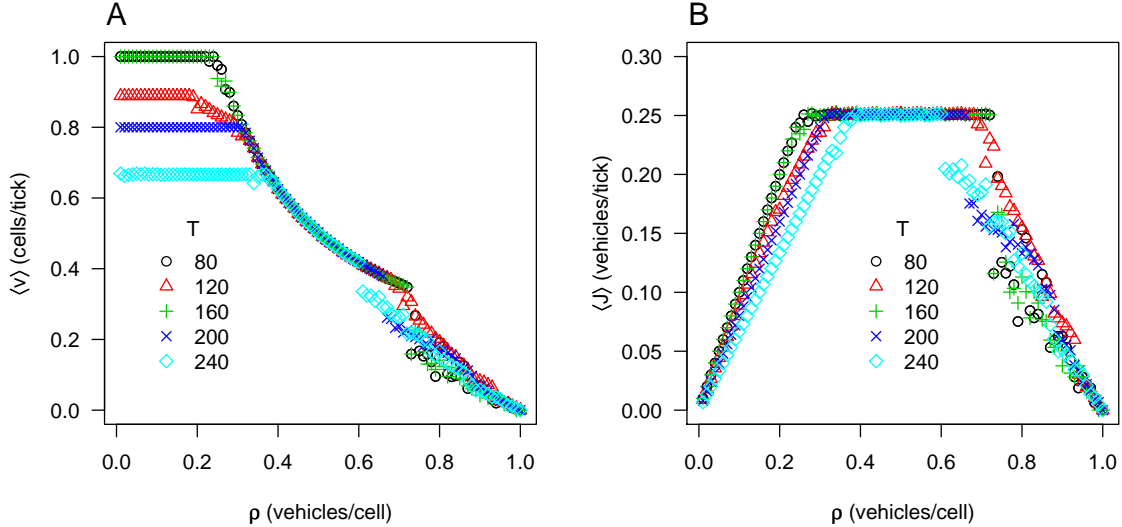 A
⟨v⟩ (cells/tick)
1.0
0.8
0.6
0.4
0.2
0.0
T
80
120
160
200
240
0.0 0.2 0.4 0.6 0.8 1.0
ρ (vehicles/cell)
B
⟨J⟩ (vehicles/tick)
0.30
0.25
0.20
0.15
0.10
0.05
0.00
T
80
120
160
200
240
0.0 0.2 0.4 0.6 0.8 1.0
ρ (vehicles/cell)